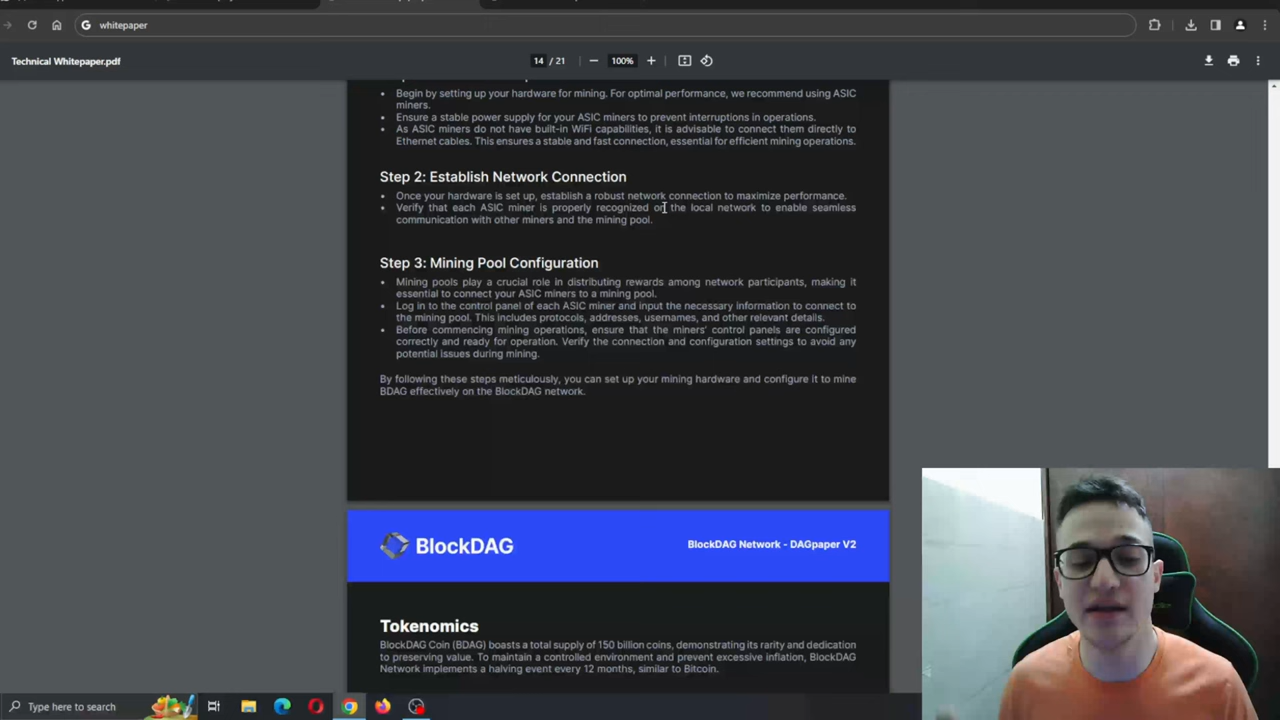 whitepaper
Technical Whitepaper.pdf
14 / 21
100%
Begin by setting up your hardware for mining. For optimal performance, we recommend using ASIC
miners.
Ensure a stable power supply for your ASIC miners to prevent interruptions in operations.
As ASIC miners do not have built-in WiFi capabilities, it is advisable to connect them directly to
Ethernet cables. This ensures a stable and fast connection, essential for efficient mining operations.
Step 2: Establish Network Connection
Once your hardware is set up, establish a robust network connection to maximize performance.
Verify that each ASIC miner is properly recognized on the local network to enable seamless
communication with other miners and the mining pool.
Step 3: Mining Pool Configuration
Mining pools play a crucial role in distributing rewards among network participants, making it
essential to connect your ASIC miners to a mining pool.
Log in to the control panel of each ASIC miner and input the necessary information to connect to
the mining pool. This includes protocols, addresses, usernames, and other relevant details.
Before commencing mining operations, ensure that the miners' control panels are configured
correctly and ready for operation. Verify the connection and configuration settings to avoid any
potential issues during mining.
By following these steps meticulously, you can set up your mining hardware and configure it to mine
BDAG effectively on the BlockDAG network.
BlockDAG
BlockDAG Network - DAGpaper V2
Tokenomics
BlockDAG Coin (BDAG) boasts a total supply of 150 billion coins, demonstrating its rarity and dedication
to preserving value. To maintain a controlled environment and prevent excessive inflation, BlockDAG
Network implements a halving event every 12 months, similar to Bitcoin.
Type here to search